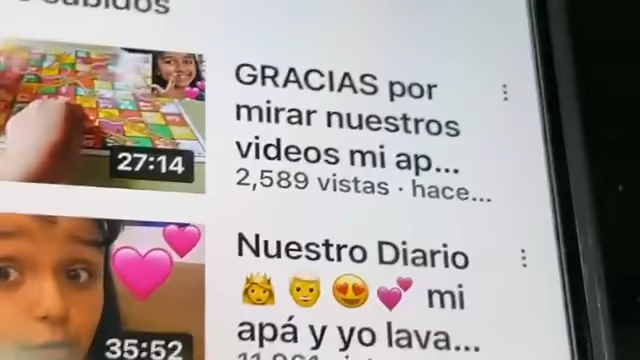 subidos
GRACIAS por
mirar nuestros
videos mi ap...
27:14
2,589 vistas · hace...
Nuestro Diario
👸👨‍🦳😍💕 mi
apá y yo lava...
35:52